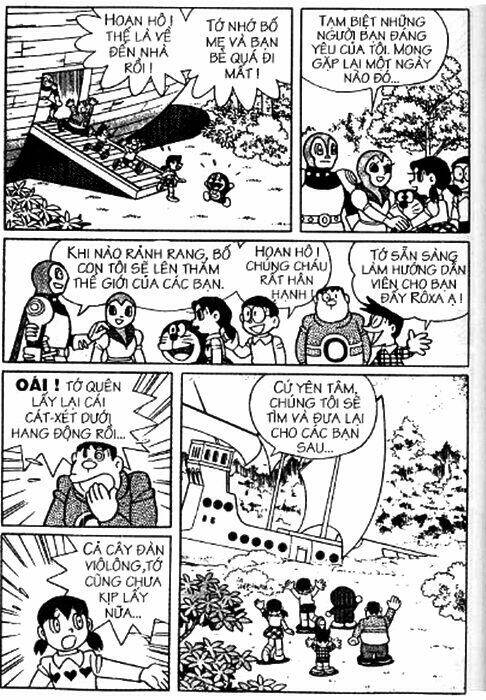 HOAN HÔ !
THẾ LÀ VỀ
ĐẾN NHÀ
RỒI !
TỚ NHỚ BỐ
MẸ VÀ BẠN
BÈ QUÁ ĐI
MẤT !
TẠM BIỆT NHỮNG
NGƯỜI BẠN ĐÁNG
YÊU CỦA TÔI. MONG
GẶP LẠI MỘT NGÀY
NÀO ĐÓ...
KHI NÀO RẢNH RANG, BỐ
CON TÔI SẼ LÊN THĂM
THẾ GIỚI CỦA CÁC BẠN.
HOAN HÔ !
CHÚNG CHÁU
RẤT HÂN
HẠNH !
TỚ SẴN SÀNG
LÀM HƯỚNG DẪN
VIÊN CHO BẠN
ĐẤY RÔXA Ạ !
OÁI ! TỚ QUÊN
LẤY LẠI CÁI
CÁT-XÉT DƯỚI
HANG ĐỘNG RỒI...
CỨ YÊN TÂM,
CHÚNG TÔI SẼ
TÌM VÀ ĐƯA LẠI
CHO CÁC BẠN
SAU...
CẢ CÂY ĐÀN
VIÔLÔNG,TỚ
CŨNG CHƯA
KỊP LẤY
NỮA...